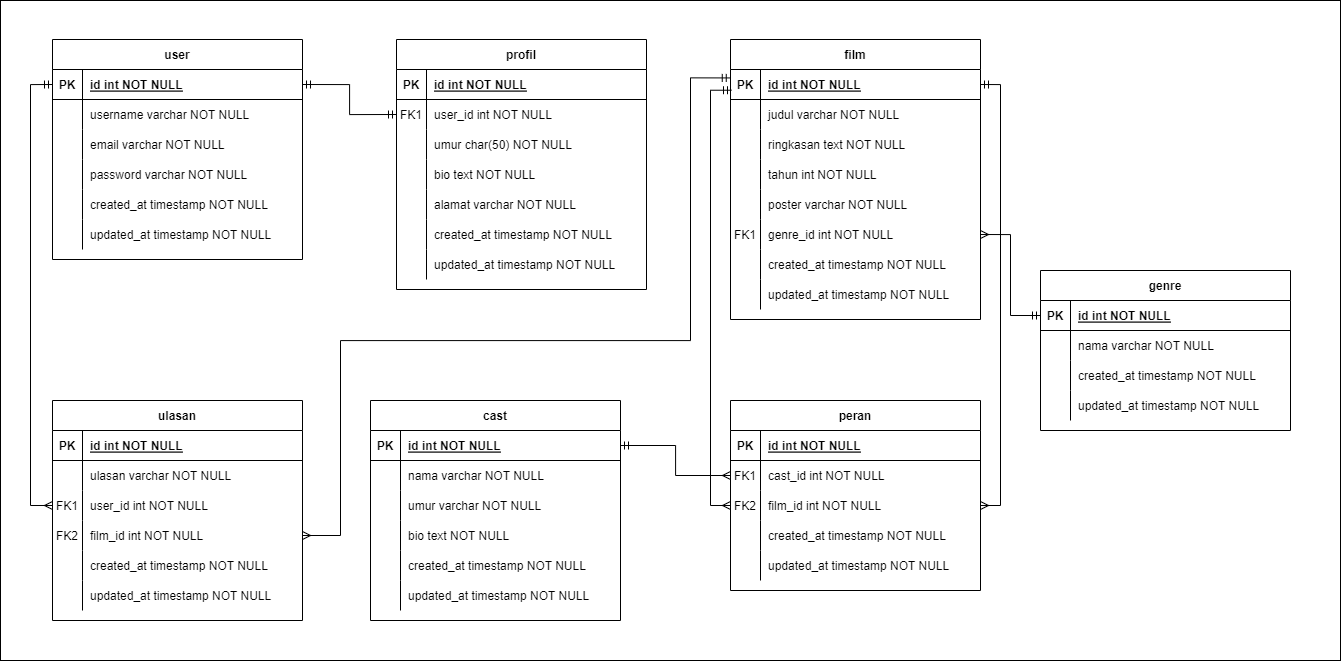 user
PK id int NOT NULL
username varchar NOT NULL
email varchar NOT NULL
password varchar NOT NULL
created_at timestamp NOT NULL
updated_at timestamp NOT NULL
profil
PK id int NOT NULL
FK1 user_id int NOT NULL
umur char(50) NOT NULL
bio text NOT NULL
alamat varchar NOT NULL
created_at timestamp NOT NULL
updated_at timestamp NOT NULL
film
PK id int NOT NULL
judul varchar NOT NULL
ringkasan text NOT NULL
tahun int NOT NULL
poster varchar NOT NULL
FK1 genre_id int NOT NULL
created_at timestamp NOT NULL
updated_at timestamp NOT NULL
genre
PK id int NOT NULL
nama varchar NOT NULL
created_at timestamp NOT NULL
updated_at timestamp NOT NULL
ulasan
PK id int NOT NULL
ulasan varchar NOT NULL
FK1 user_id int NOT NULL
FK2 film_id int NOT NULL
created_at timestamp NOT NULL
updated_at timestamp NOT NULL
cast
PK id int NOT NULL
nama varchar NOT NULL
umur varchar NOT NULL
bio text NOT NULL
created_at timestamp NOT NULL
updated_at timestamp NOT NULL
peran
PK id int NOT NULL
FK1 cast_id int NOT NULL
FK2 film_id int NOT NULL
created_at timestamp NOT NULL
updated_at timestamp NOT NULL